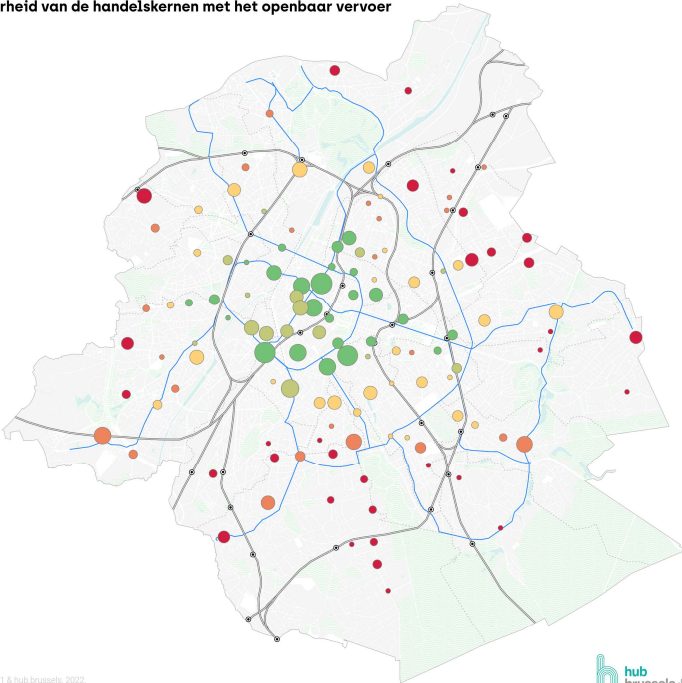 rheid van de handelskernen met het openbaar vervoer
1 & hub.brussels, 2022.
hub